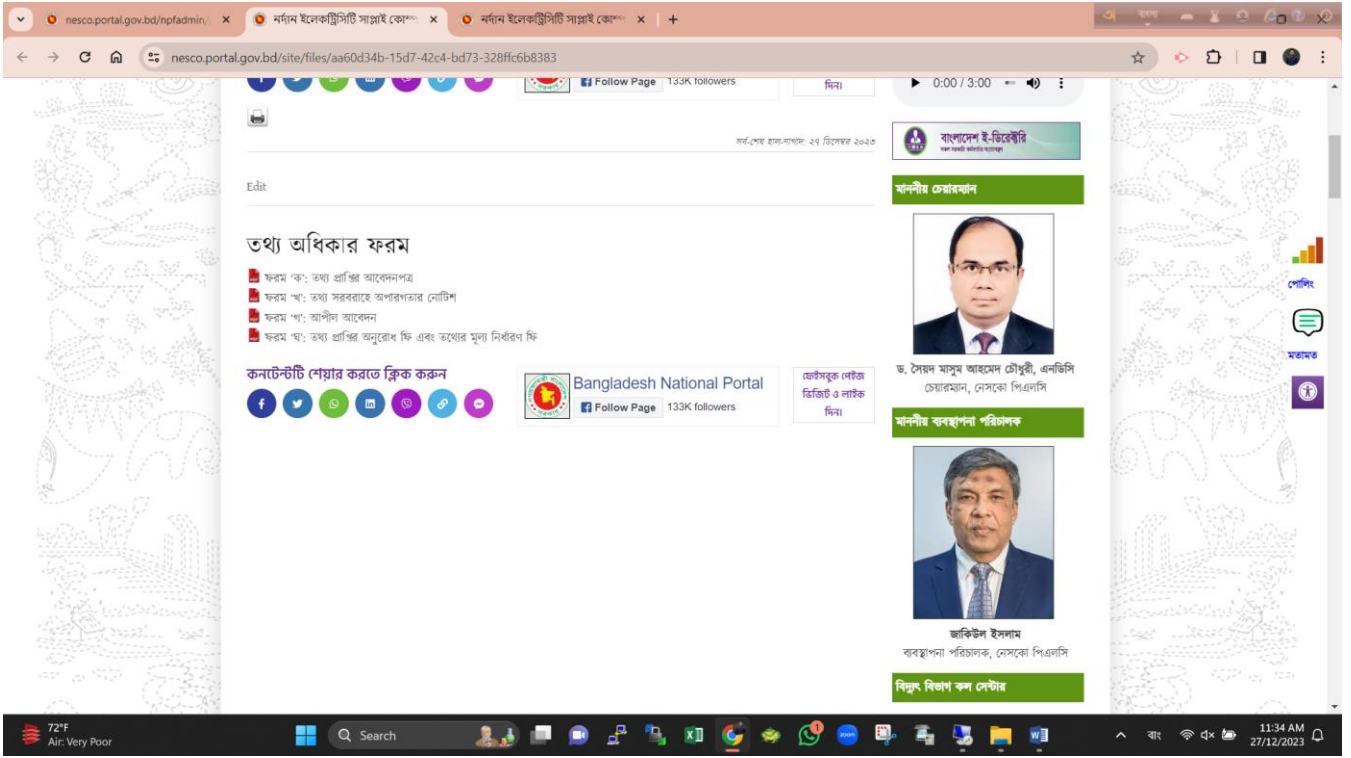 nesco.portal.gov.bd/npfadmin/
নর্দান ইলেকট্রিসিটি সাপ্লাই কো
নর্দান ইলেকট্রিসিটি সাপ্লাই কো
nesco.portal.gov.bd/site/files/aa60d34b-15d7-42c4-bd73-328ffc6b8383
Follow Page 133K followers
দিন।
0:00 / 3:00
সর্ব-শেষ হাল-নাগাদ: ২৭ ডিসেম্বর ২০২৩
বাংলাদেশ ই-ডিরেক্টরি
Edit
মাননীয় চেয়ারম্যান
তথ্য অধিকার ফরম
ফরম ‘ক’: তথ্য প্রাপ্তির আবেদনপত্র
ফরম ‘খ’: তথ্য সরবরাহে অপারগতার নোটিশ
ফরম ‘গ’: আপীল আবেদন
ফরম ‘ঘ’: তথ্য প্রাপ্তির অনুরোধ ফি এবং তথ্যের মূল্য নির্ধারণ ফি
পোলিং
মতামত
কনটেন্টটি শেয়ার করতে ক্লিক করুন
Bangladesh National Portal
Follow Page 133K followers
ফেইসবুক পেইজ
ভিজিট ও লাইক
দিন।
ড. সৈয়দ মাসুম আহমেদ চৌধুরী, এনডিসি
চেয়ারম্যান, নেসকো পিএলসি
মাননীয় ব্যবস্থাপনা পরিচালক
জাকিউল ইসলাম
ব্যবস্থাপনা পরিচালক, নেসকো পিএলসি
বিদ্যুৎ বিভাগ কল সেন্টার
72°F
Air: Very Poor
Search
zoom
বাং
11:34 AM
27/12/2023